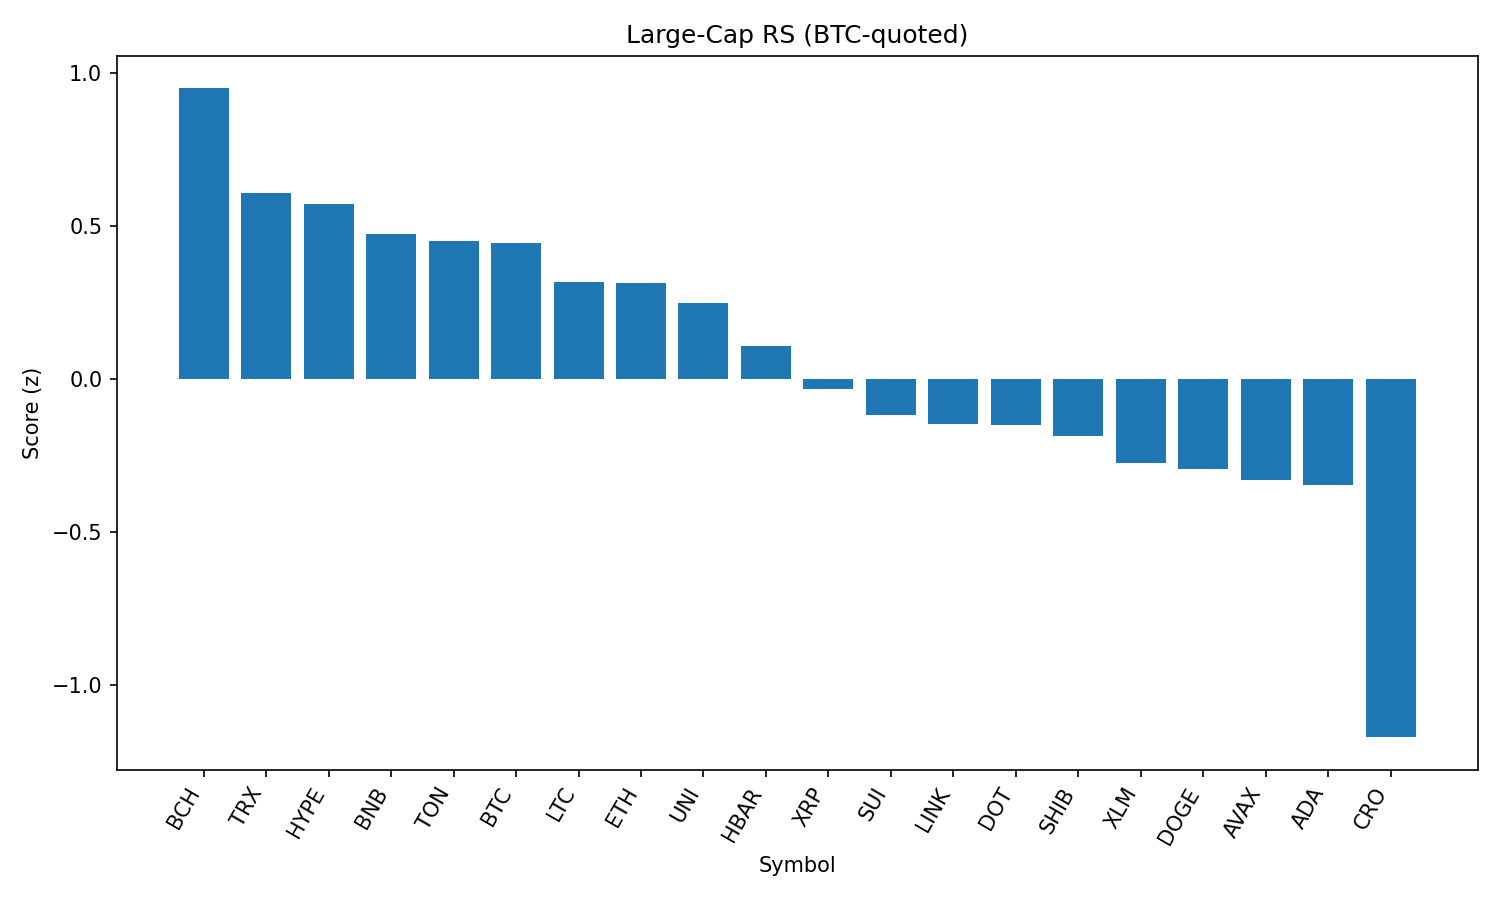 Large-Cap RS (BTC-quoted)
1.0
0.5
0.0
−0.5
−1.0
Score (z)
BCH
TRX
HYPE
BNB
TON
BTC
LTC
ETH
UNI
HBAR
XRP
SUI
LINK
DOT
SHIB
XLM
DOGE
AVAX
ADA
CRO
Symbol